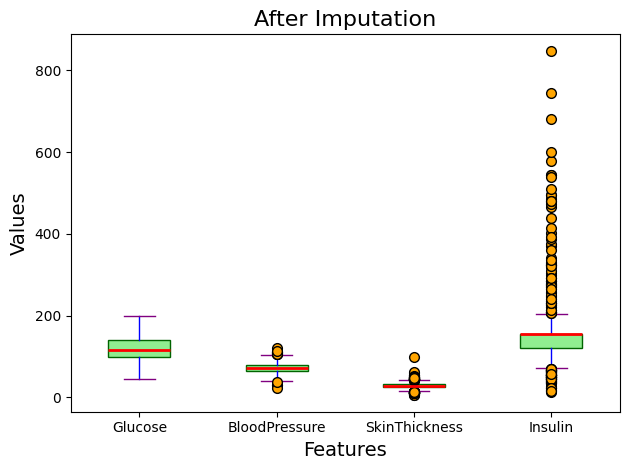 After Imputation
Values
800
600
400
200
0
Glucose BloodPressure SkinThickness Insulin
Features